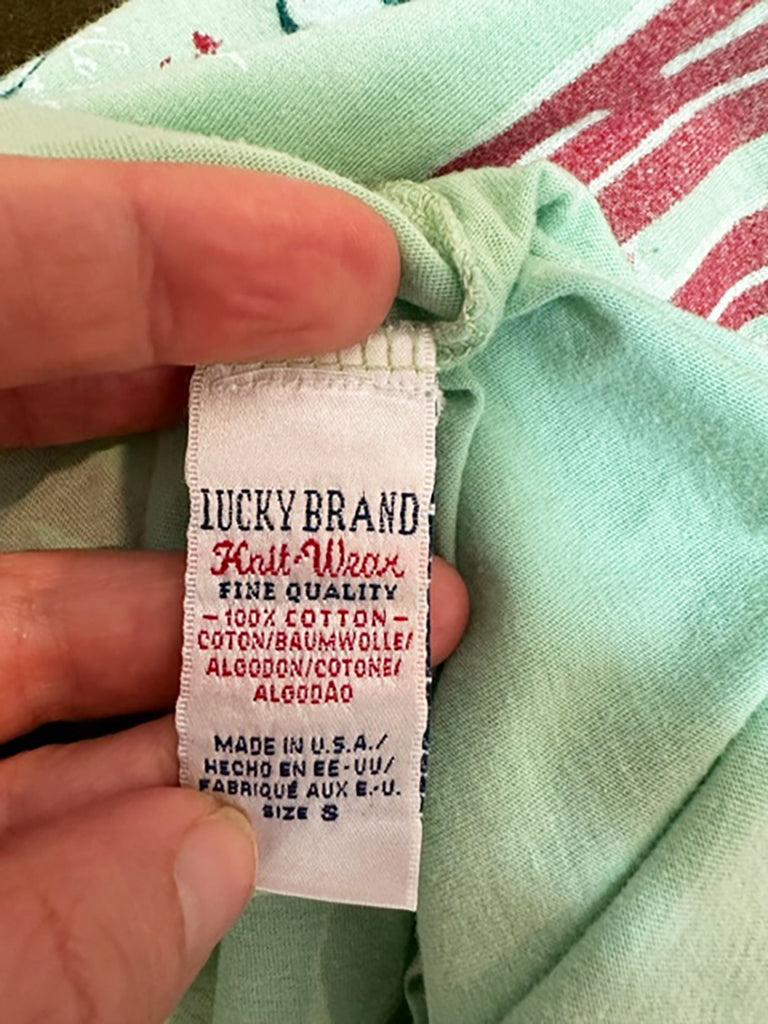 LUCKY BRAND
Knit-Wear
FINE QUALITY
- 100% COTTON -
COTON/BAUMWOLLE/
ALGODON/COTONE/
ALGODÃO
MADE IN U.S.A./
HECHO EN EE-UU/
FABRIQUÉ AUX E.-U.
SIZE S